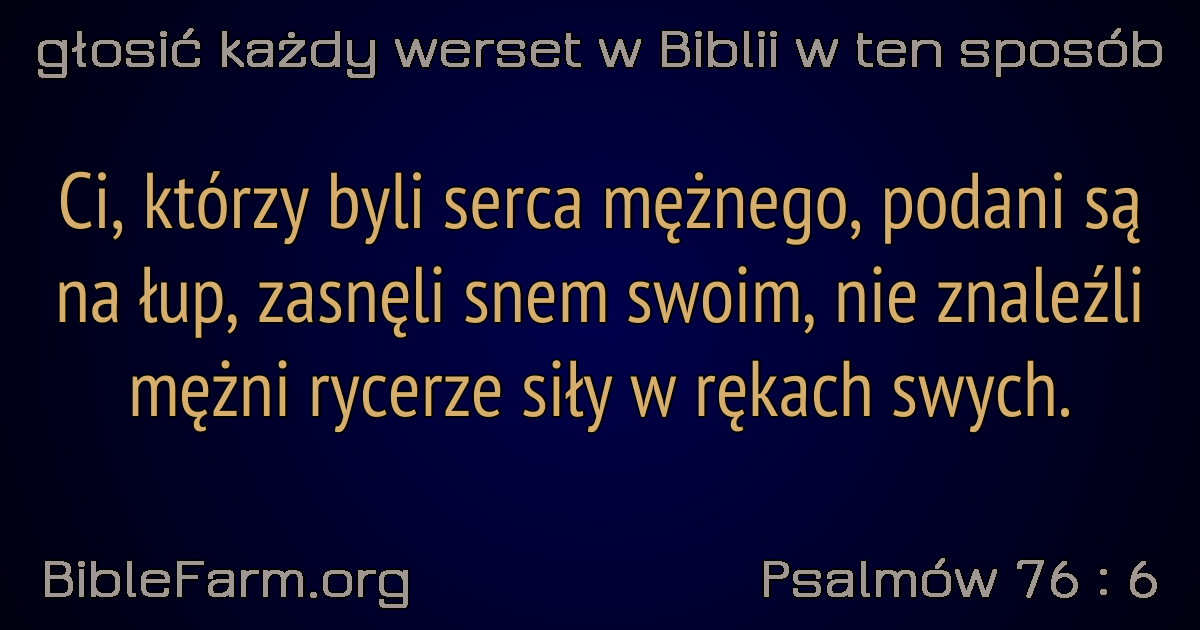 głosić każdy werset w Biblii w ten sposób
Ci, którzy byli serca mężnego, podani są
na łup, zasnęli snem swoim, nie znaleźli
mężni rycerze siły w rękach swych.
BibleFarm.org
Psalmów 76 : 6